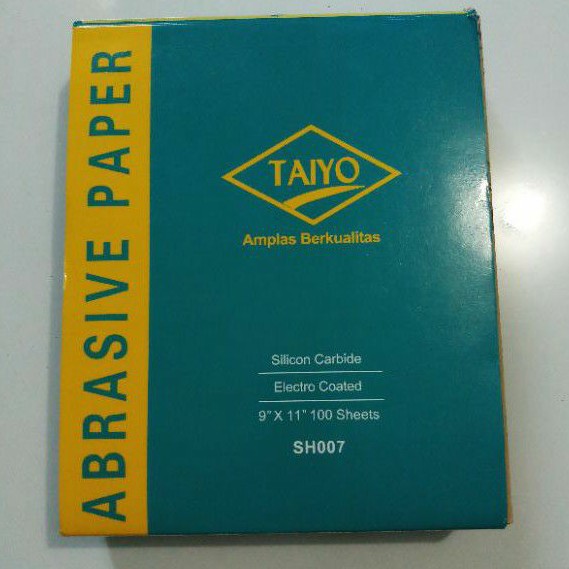 ABRASIVE PAPER
TAIYO
Amplas Berkualitas
Silicon Carbide
Electro Coated
9"X 11" 100 Sheets
SH007